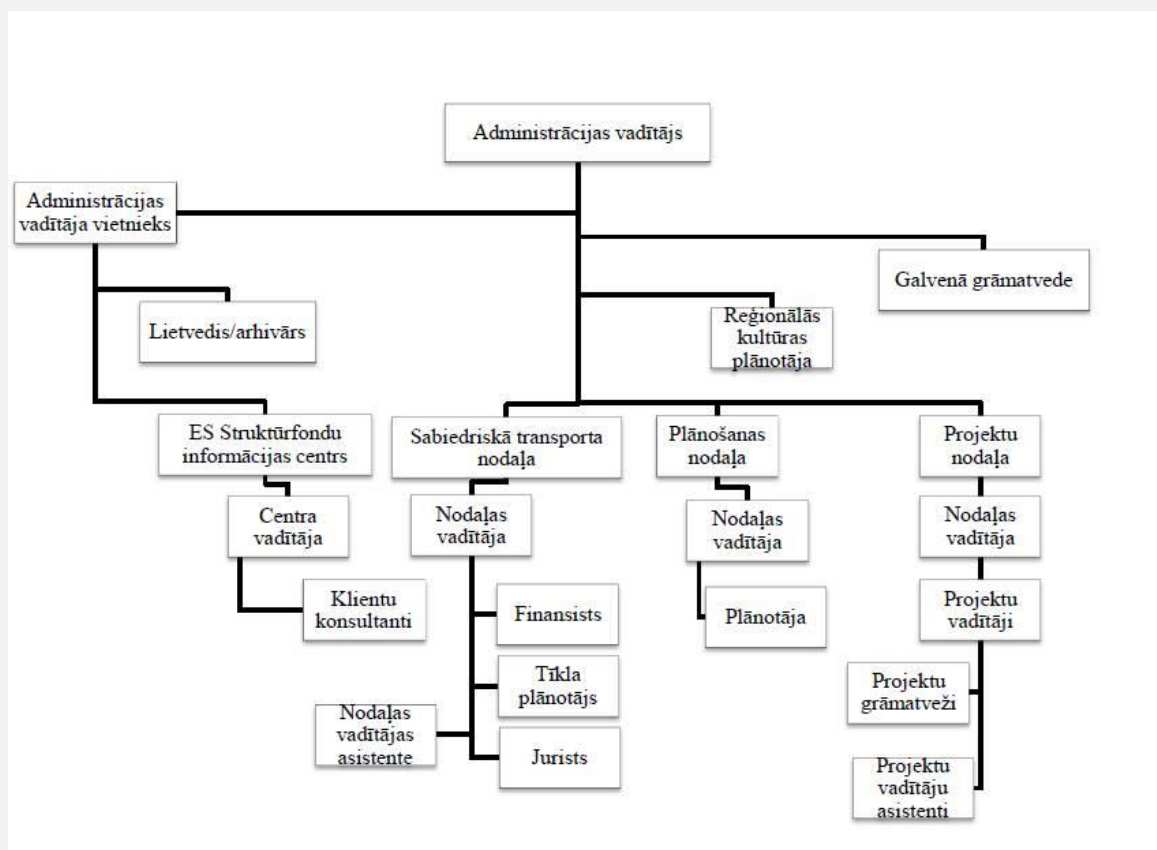 Administrācijas vadītājs
Administrācijas
vadītāja vietnieks
Galvenā grāmatvede
Lietvedis/arhivārs
Reģionālās
kultūras
plānotāja
ES Struktūrfondu
informācijas centrs
Sabiedriskā transporta
nodaļa
Plānošanas
nodaļa
Projektu
nodaļa
Centra
vadītāja
Nodaļas
vadītāja
Nodaļas
vadītāja
Nodaļas
vadītāja
Klientu
konsultanti
Finansists
Plānotāja
Projektu
vadītāji
Tīkla
plānotājs
Projektu
grāmatveži
Nodaļas
vadītājas
asistente
Jurists
Projektu
vadītāju
asistenti